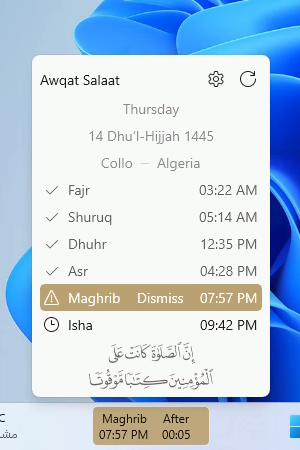 Awqat Salaat
Thursday
14 Dhu'l-Hijjah 1445
Collo — Algeria
Fajr 03:22 AM
Shuruq 05:14 AM
Dhuhr 12:35 PM
Asr 04:28 PM
Maghrib Dismiss 07:57 PM
Isha 09:42 PM
إِنَّ ٱلصَّلَوٰةَ كَانَتْ عَلَى
ٱلْمُؤْمِنِينَ كِتَٰبًا مَّوْقُوتًا
Maghrib After
07:57 PM 00:05